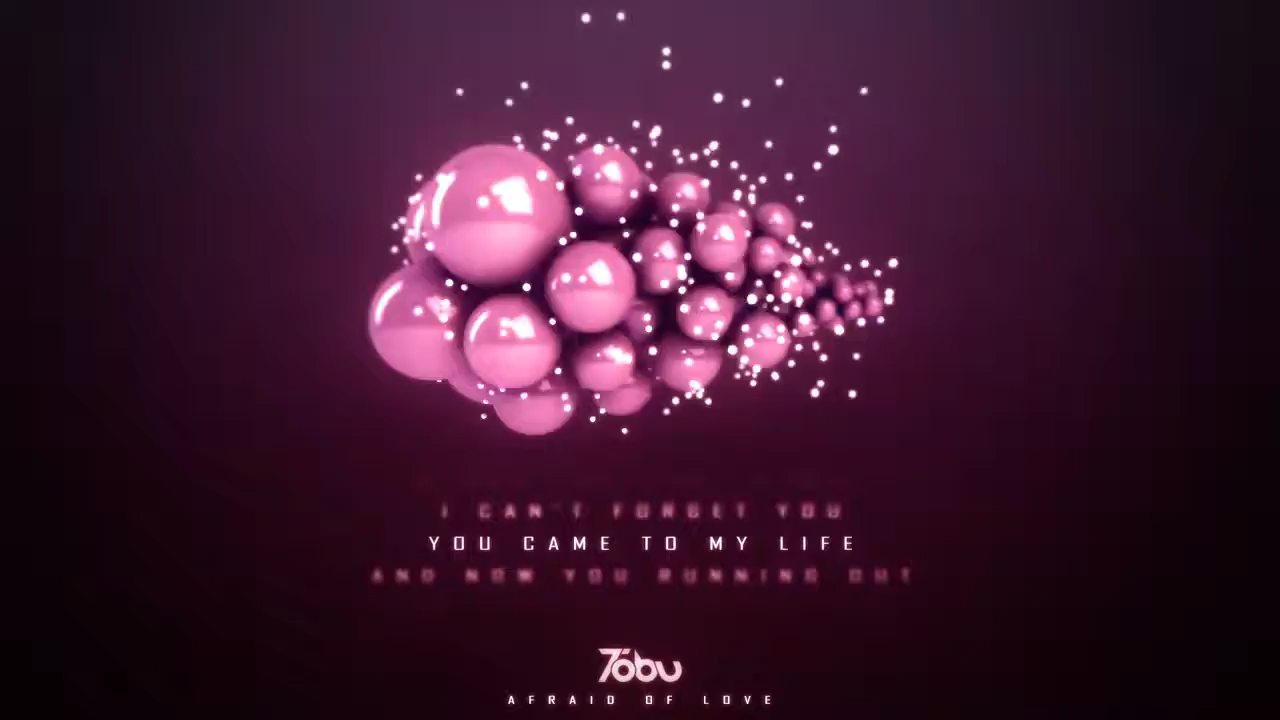 I CAN'T FORGET YOU
YOU CAME TO MY LIFE
AND NOW YOU RUNNING OUT
Tobu
AFRAID OF LOVE